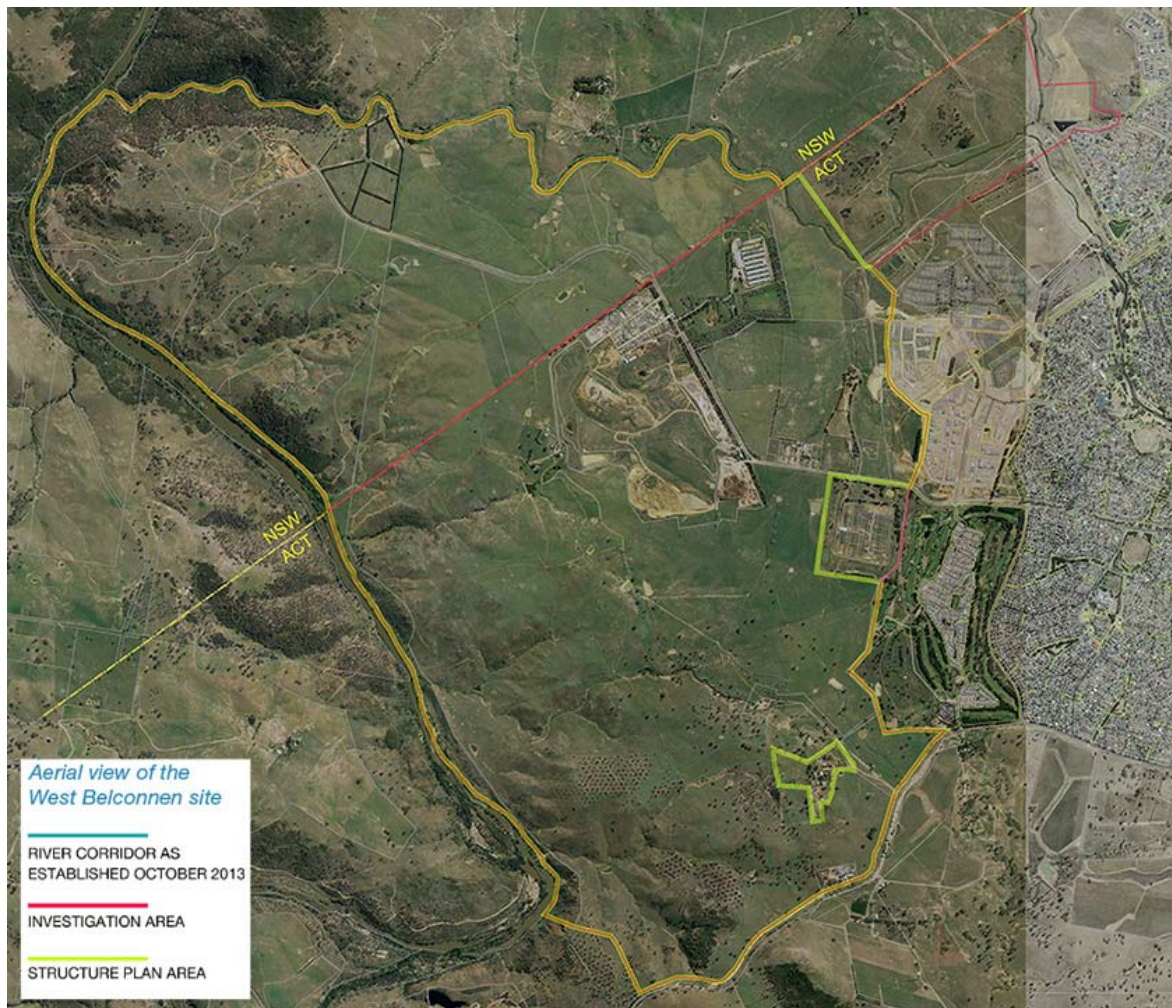 NSW
ACT
NSW
ACT
Aerial view of the
West Belconnen site
RIVER CORRIDOR AS
ESTABLISHED OCTOBER 2013
INVESTIGATION AREA
STRUCTURE PLAN AREA